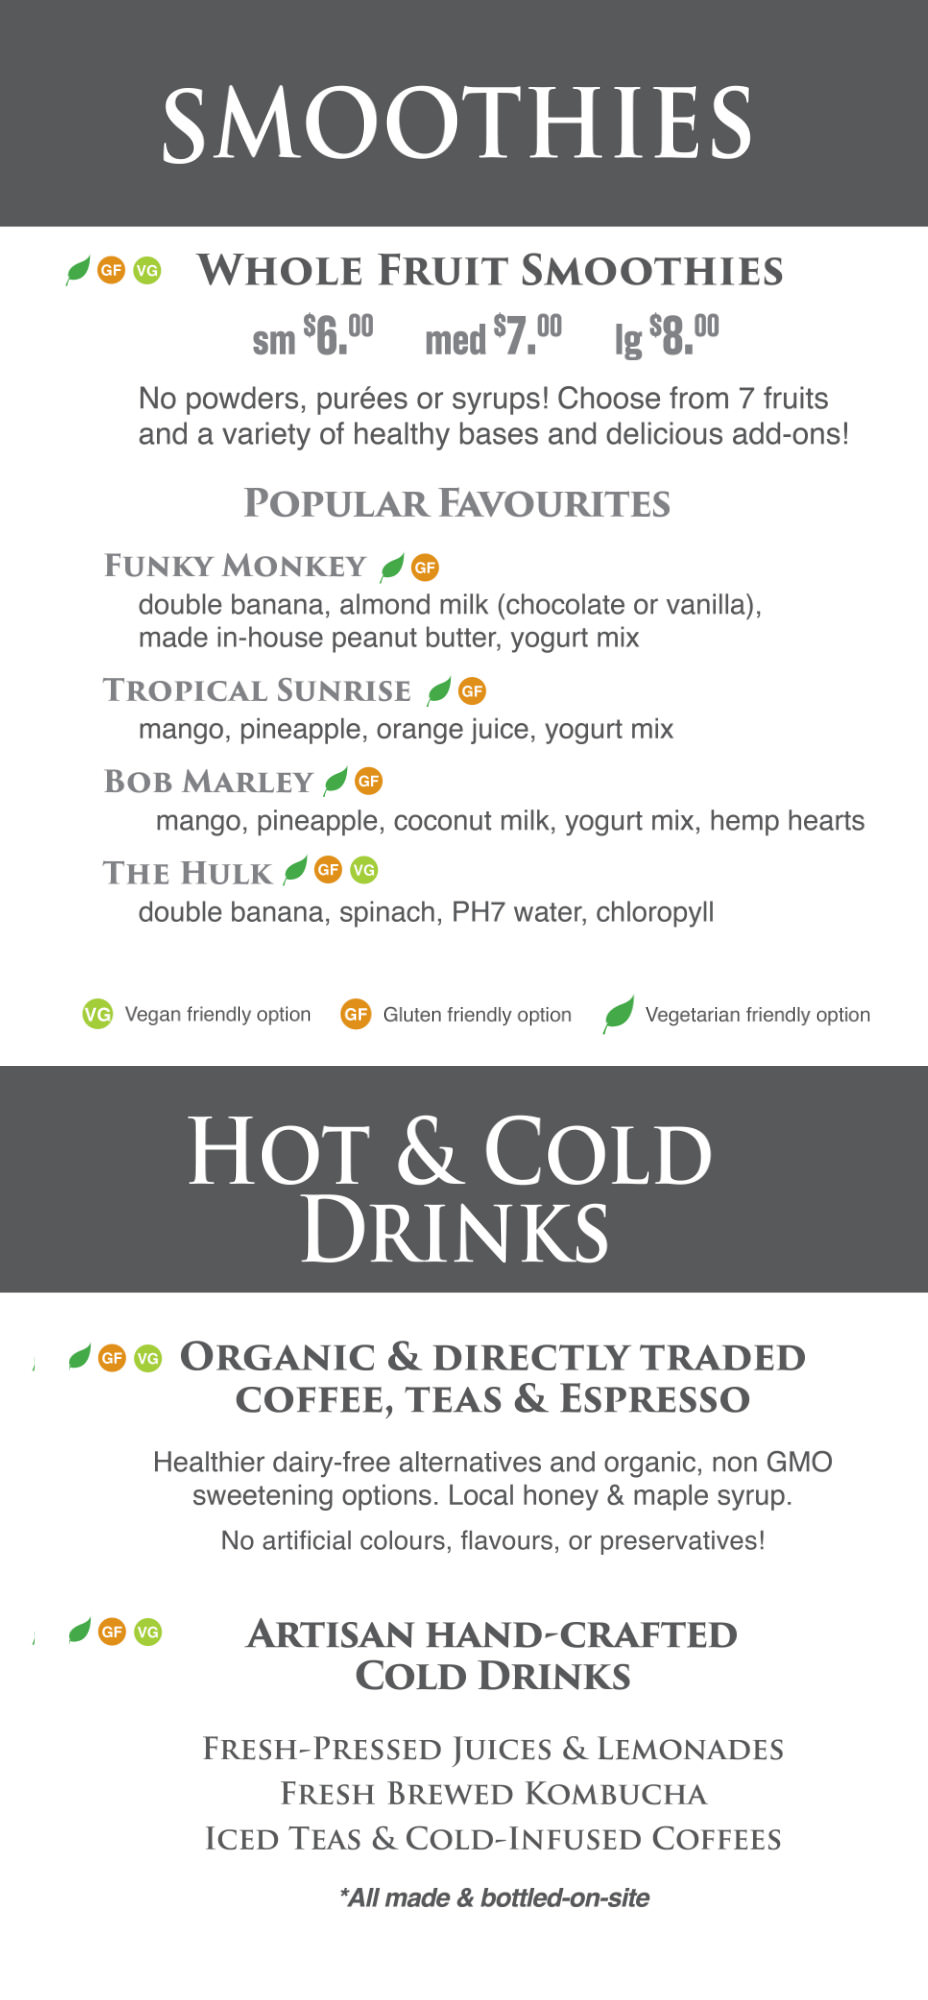 SMOOTHIES
GF VG WHOLE FRUIT SMOOTHIES
sm $6.00 med $7.00 lg $8.00
No powders, purées or syrups! Choose from 7 fruits
and a variety of healthy bases and delicious add-ons!
POPULAR FAVOURITES
FUNKY MONKEY GF
double banana, almond milk (chocolate or vanilla),
made in-house peanut butter, yogurt mix
TROPICAL SUNRISE GF
mango, pineapple, orange juice, yogurt mix
BOB MARLEY GF
mango, pineapple, coconut milk, yogurt mix, hemp hearts
THE HULK GF VG
double banana, spinach, PH7 water, chloropyll
VG Vegan friendly option GF Gluten friendly option Vegetarian friendly option
HOT & COLD
DRINKS
GF VG ORGANIC & DIRECTLY TRADED
COFFEE, TEAS & ESPRESSO
Healthier dairy-free alternatives and organic, non GMO
sweetening options. Local honey & maple syrup.
No artificial colours, flavours, or preservatives!
GF VG ARTISAN HAND-CRAFTED
COLD DRINKS
FRESH-PRESSED JUICES & LEMONADES
FRESH BREWED KOMBUCHA
ICED TEAS & COLD-INFUSED COFFEES
*All made & bottled-on-site